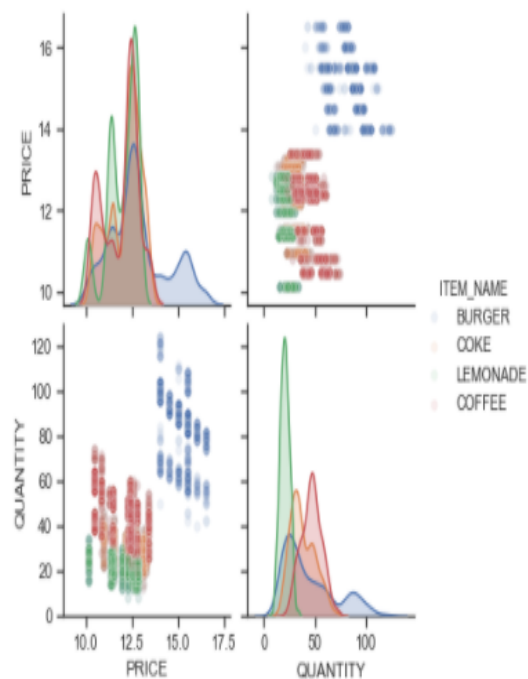 16
14
12
10
PRICE
120
100
80
60
40
20
0
QUANTITY
10.0 12.5 15.0 17.5
PRICE
0 50 100
QUANTITY
ITEM_NAME
BURGER
COKE
LEMONADE
COFFEE